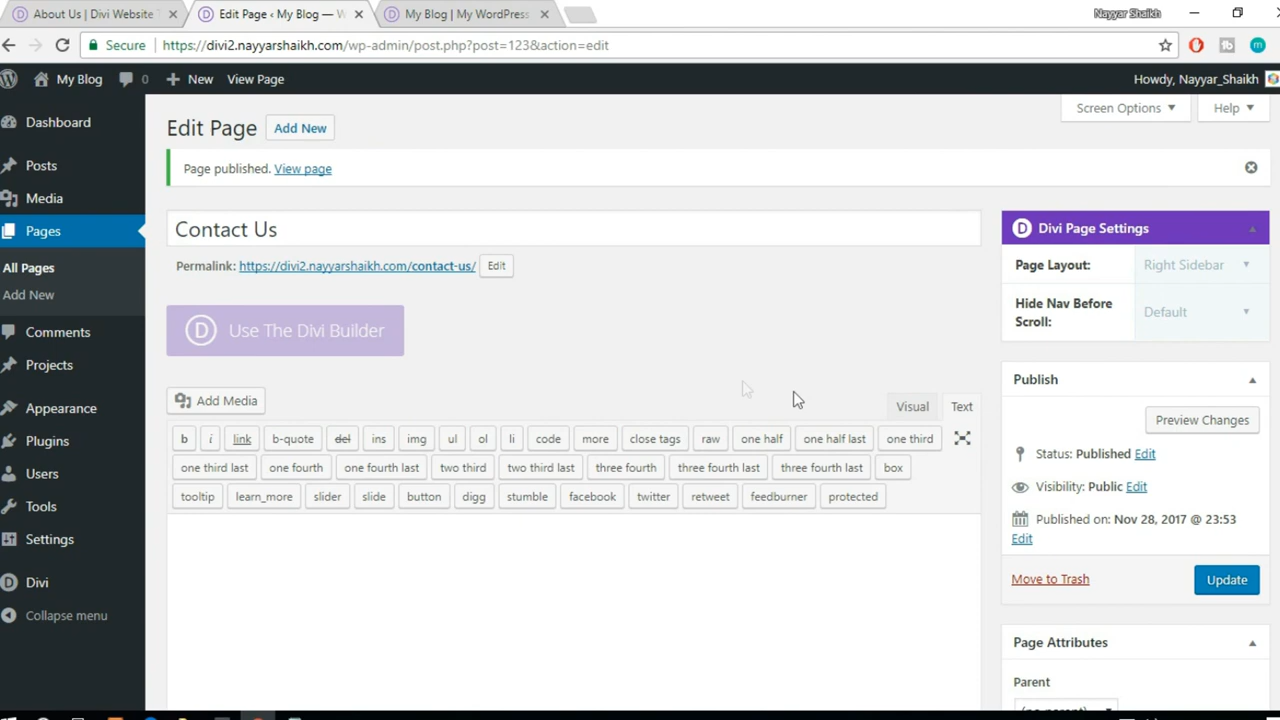 About Us | Divi Website
Edit Page ‹ My Blog —
My Blog | My WordPress
Nayyar Shaikh
Secure
https://divi2.nayyarshaikh.com/wp-admin/post.php?post=123&action=edit
My Blog
0
New
View Page
Howdy, Nayyar_Shaikh
Dashboard
Posts
Media
Pages
All Pages
Add New
Comments
Projects
Appearance
Plugins
Users
Tools
Settings
Divi
Collapse menu
Screen Options
Help
Edit Page
Add New
Page published. View page
Contact Us
Permalink: https://divi2.nayyarshaikh.com/contact-us/ Edit
D Use The Divi Builder
Add Media
Visual
Text
b i link b-quote del ins img ul ol li code more close tags raw one half one half last one third
one third last one fourth one fourth last two third two third last three fourth three fourth last three fourth last box
tooltip learn_more slider slide button digg stumble facebook twitter retweet feedburner protected
D Divi Page Settings
Page Layout: Right Sidebar
Hide Nav Before
Scroll:
Default
Publish
Preview Changes
Status: Published Edit
Visibility: Public Edit
Published on: Nov 28, 2017 @ 23:53
Edit
Move to Trash
Update
Page Attributes
Parent